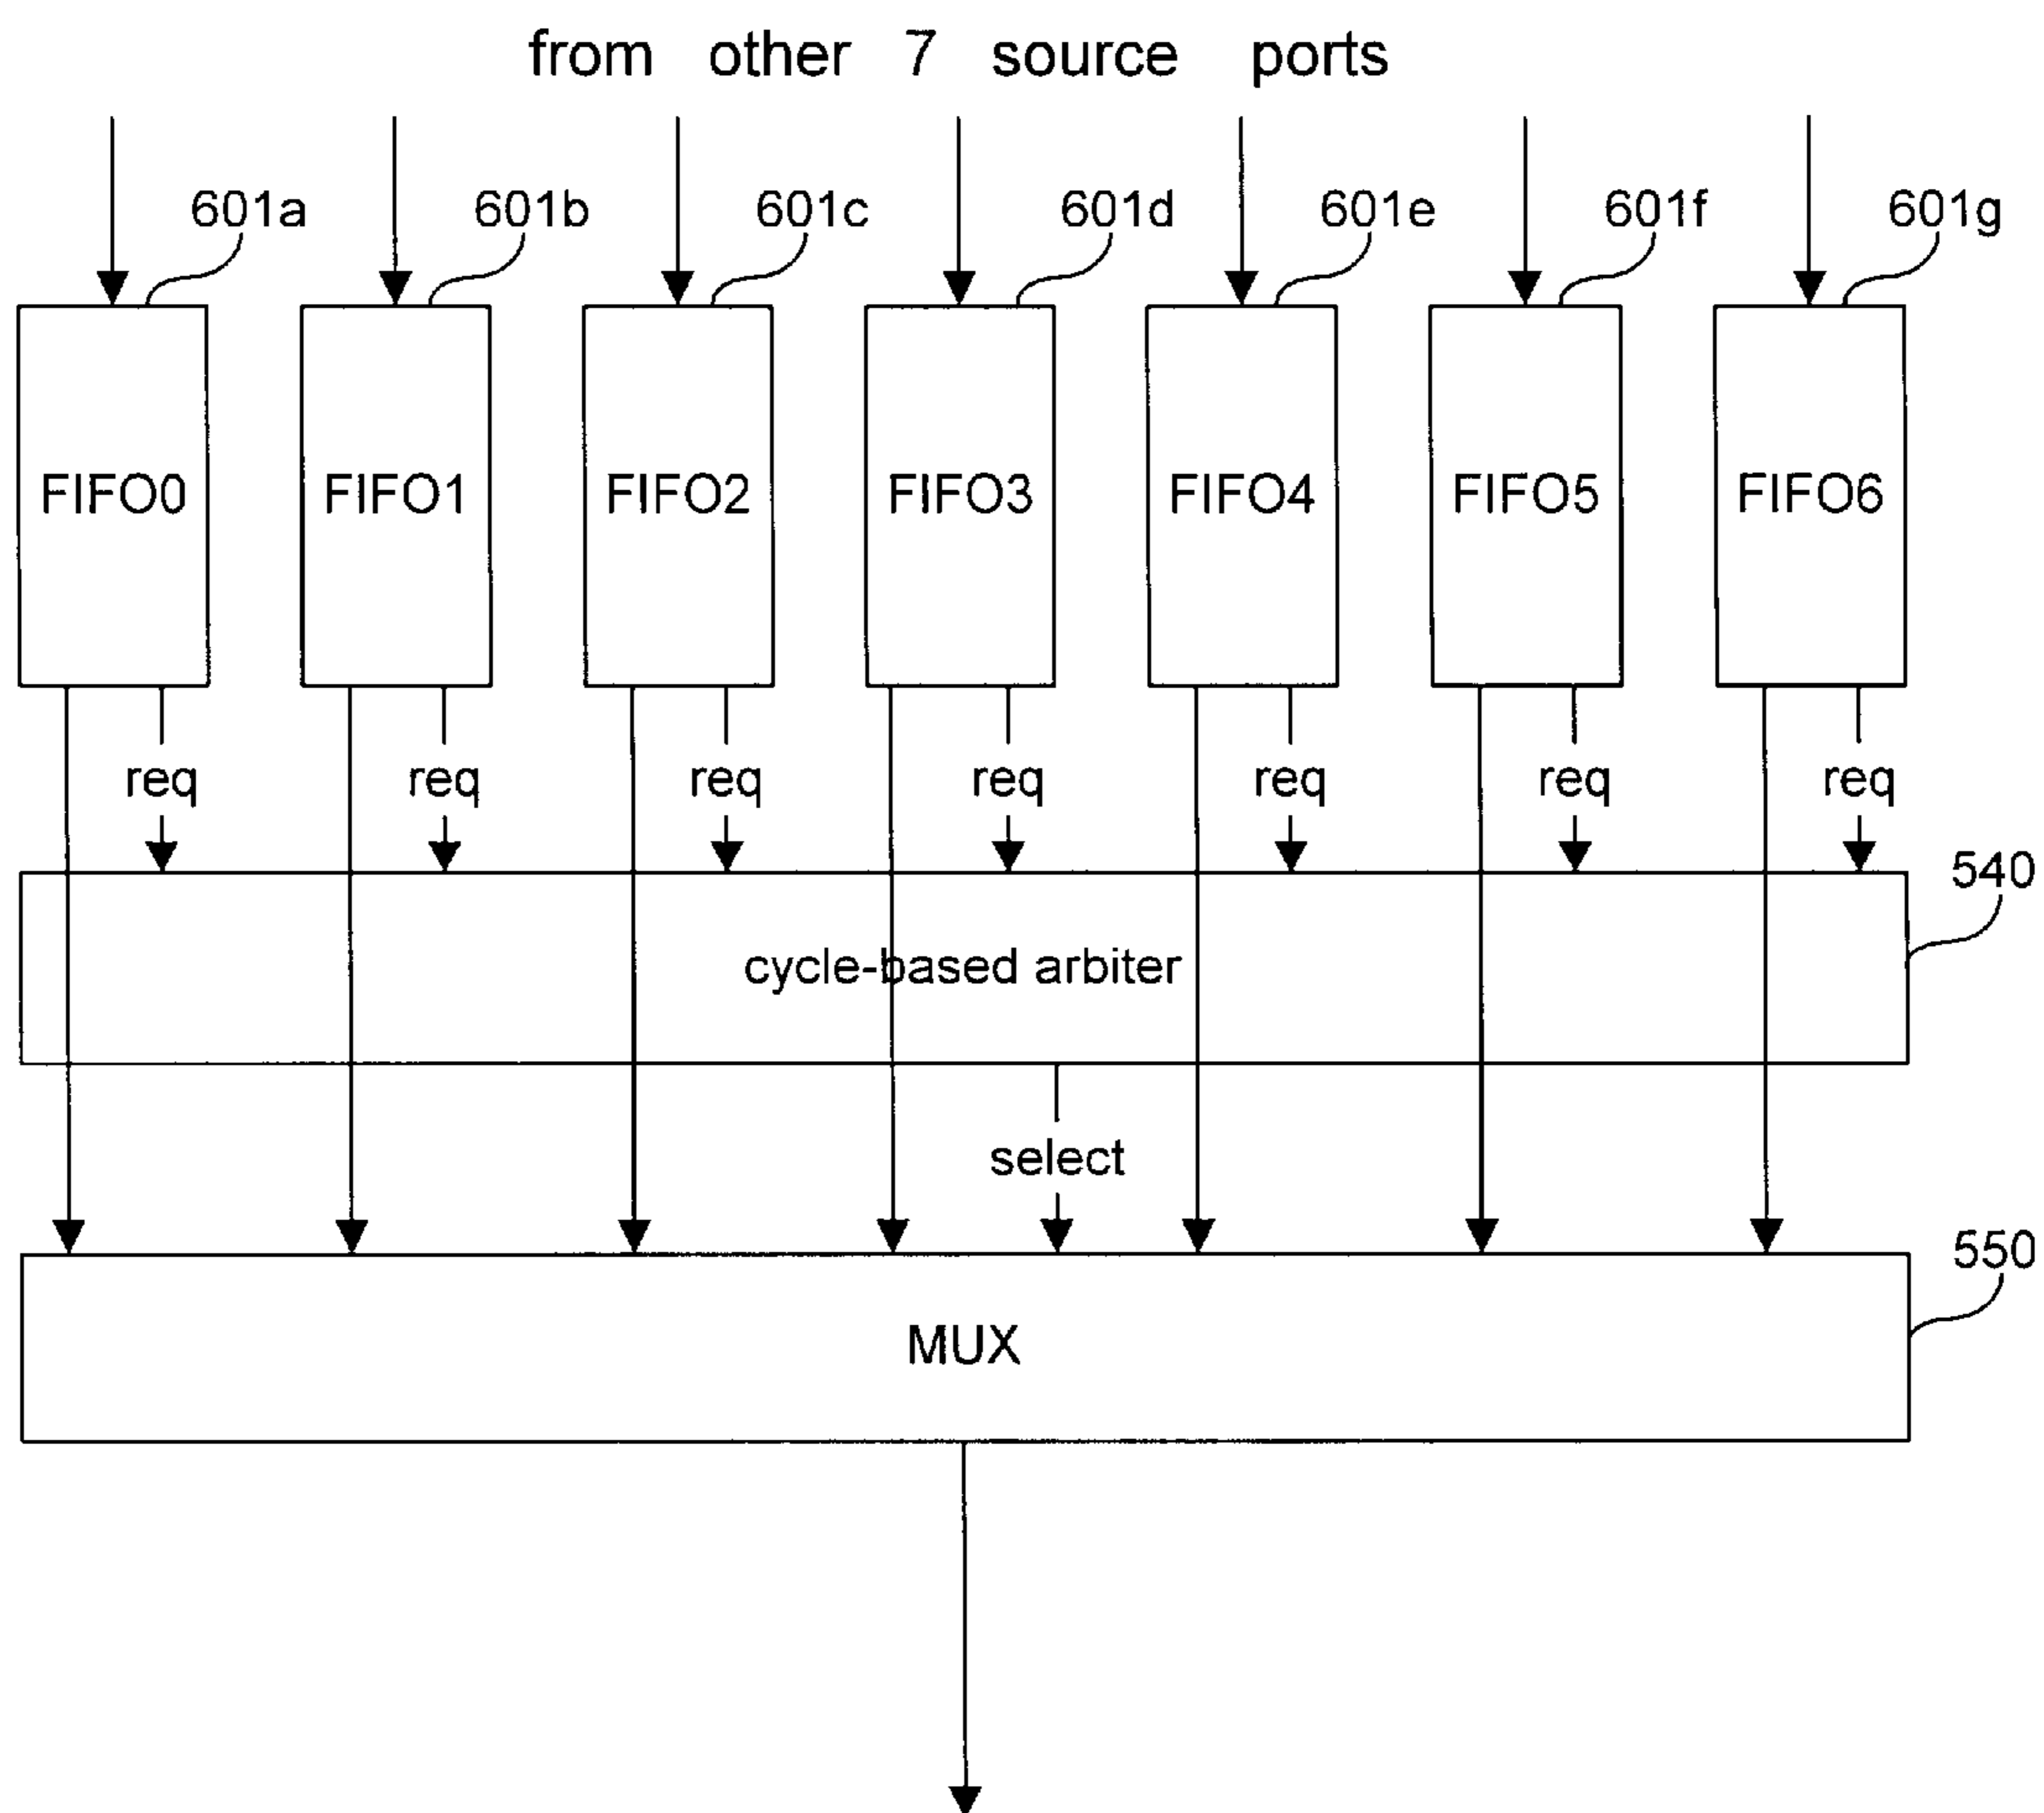 from other 7 source ports
601a 601b 601c 601d 601e 601f 601g
FIFO0 FIFO1 FIFO2 FIFO3 FIFO4 FIFO5 FIFO6
req req req req req req req
540
cycle-based arbiter
select
550
MUX